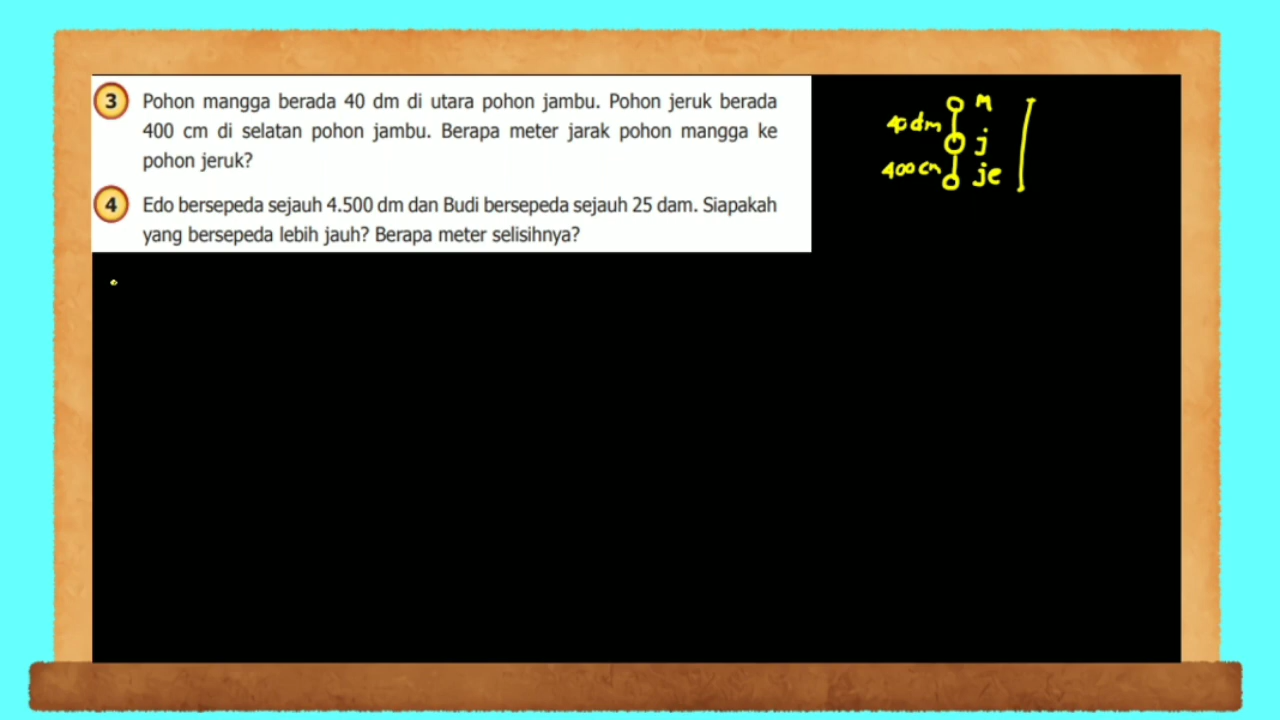 3 Pohon mangga berada 40 dm di utara pohon jambu. Pohon jeruk berada
400 cm di selatan pohon jambu. Berapa meter jarak pohon mangga ke
pohon jeruk?
4 Edo bersepeda sejauh 4.500 dm dan Budi bersepeda sejauh 25 dam. Siapakah
yang bersepeda lebih jauh? Berapa meter selisihnya?
M
40 dm
j
400 cm
je